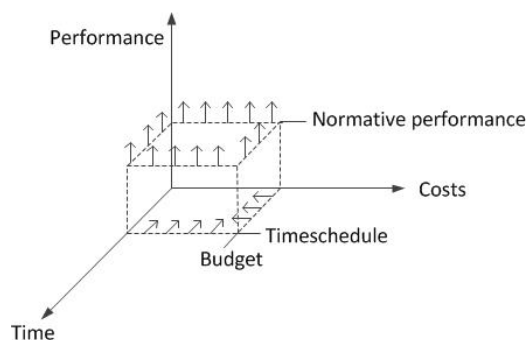 Performance
Normative performance
Costs
Timeschedule
Budget
Time